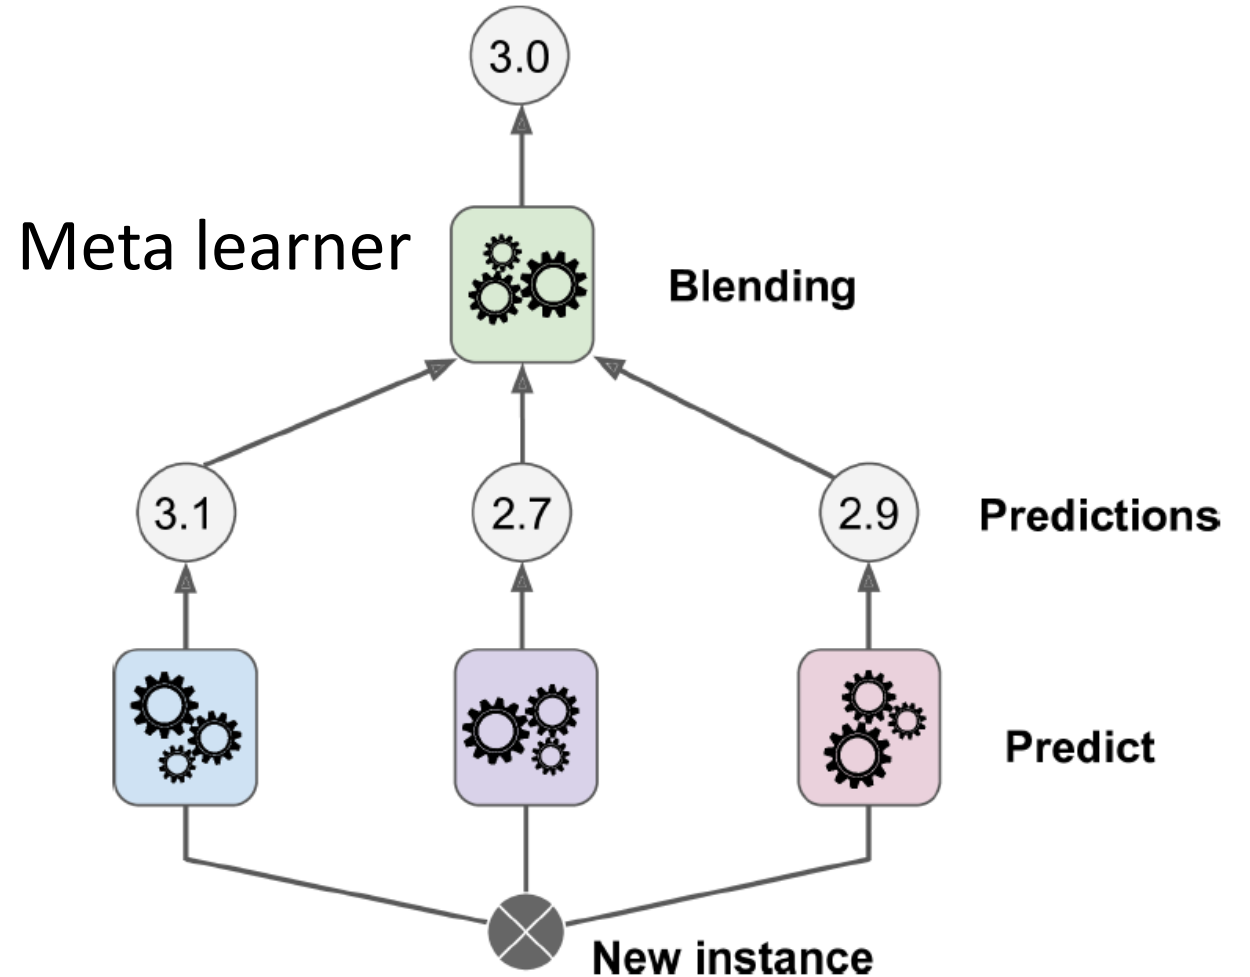 3.0
Meta learner
Blending
3.1
2.7
2.9
Predictions
Predict
New instance